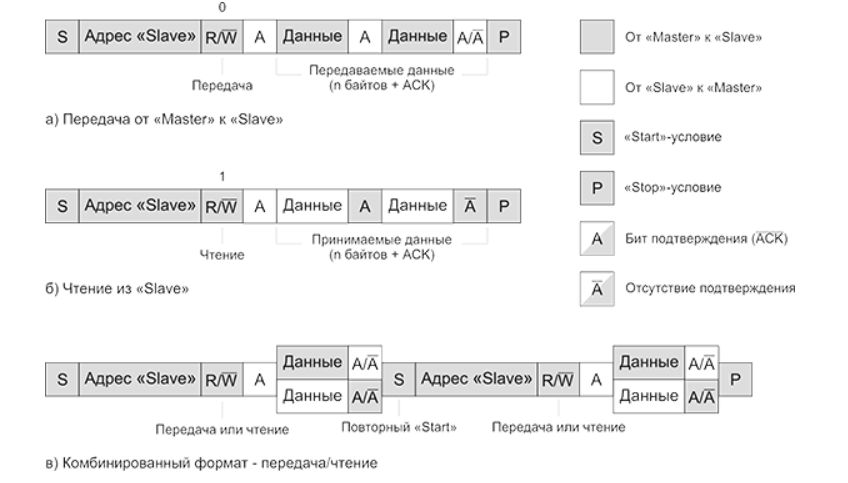 0
S Адрес «Slave» R/W̅ A Данные A Данные A/A̅ P
Передаваемые данные
(n байтов + ACK)
Передача
а) Передача от «Master» к «Slave»
1
S Адрес «Slave» R/W̅ A Данные A Данные A̅ P
Принимаемые данные
(n байтов + ACK)
Чтение
б) Чтение из «Slave»
Данные A/A̅ Данные A/A̅
S Адрес «Slave» R/W̅ A S Адрес «Slave» R/W̅ A P
Данные A/A̅ Данные A/A̅
Передача или чтение Повторный «Start» Передача или чтение
в) Комбинированный формат - передача/чтение
От «Master» к «Slave»
От «Slave» к «Master»
S «Start»-условие
P «Stop»-условие
A Бит подтверждения (A̅C̅K̅)
A̅ Отсутствие подтверждения